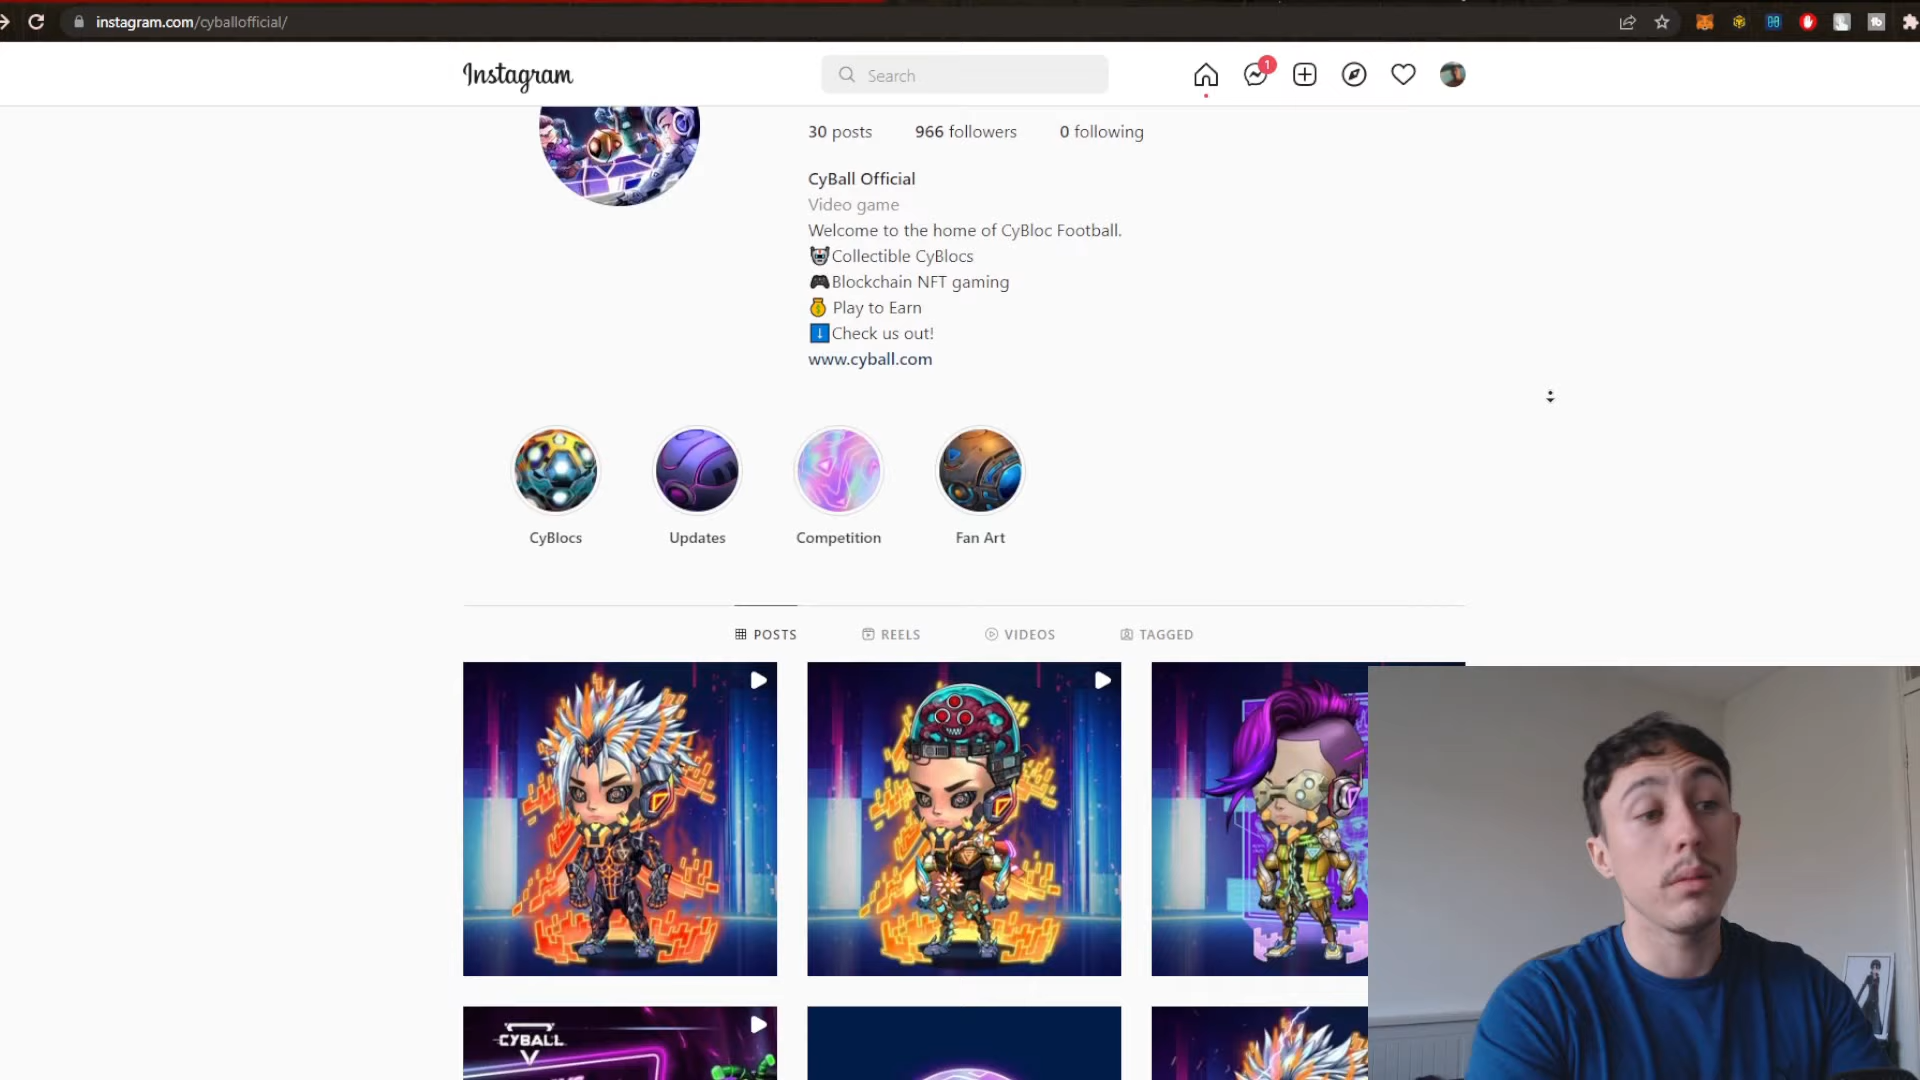 instagram.com/cyballofficial/
Instagram
Search
1
30 posts 966 followers 0 following
CyBall Official
Video game
Welcome to the home of CyBloc Football.
Collectible CyBlocs
Blockchain NFT gaming
Play to Earn
Check us out!
www.cyball.com
CyBlocs Updates Competition Fan Art
POSTS REELS VIDEOS TAGGED
CYBALL